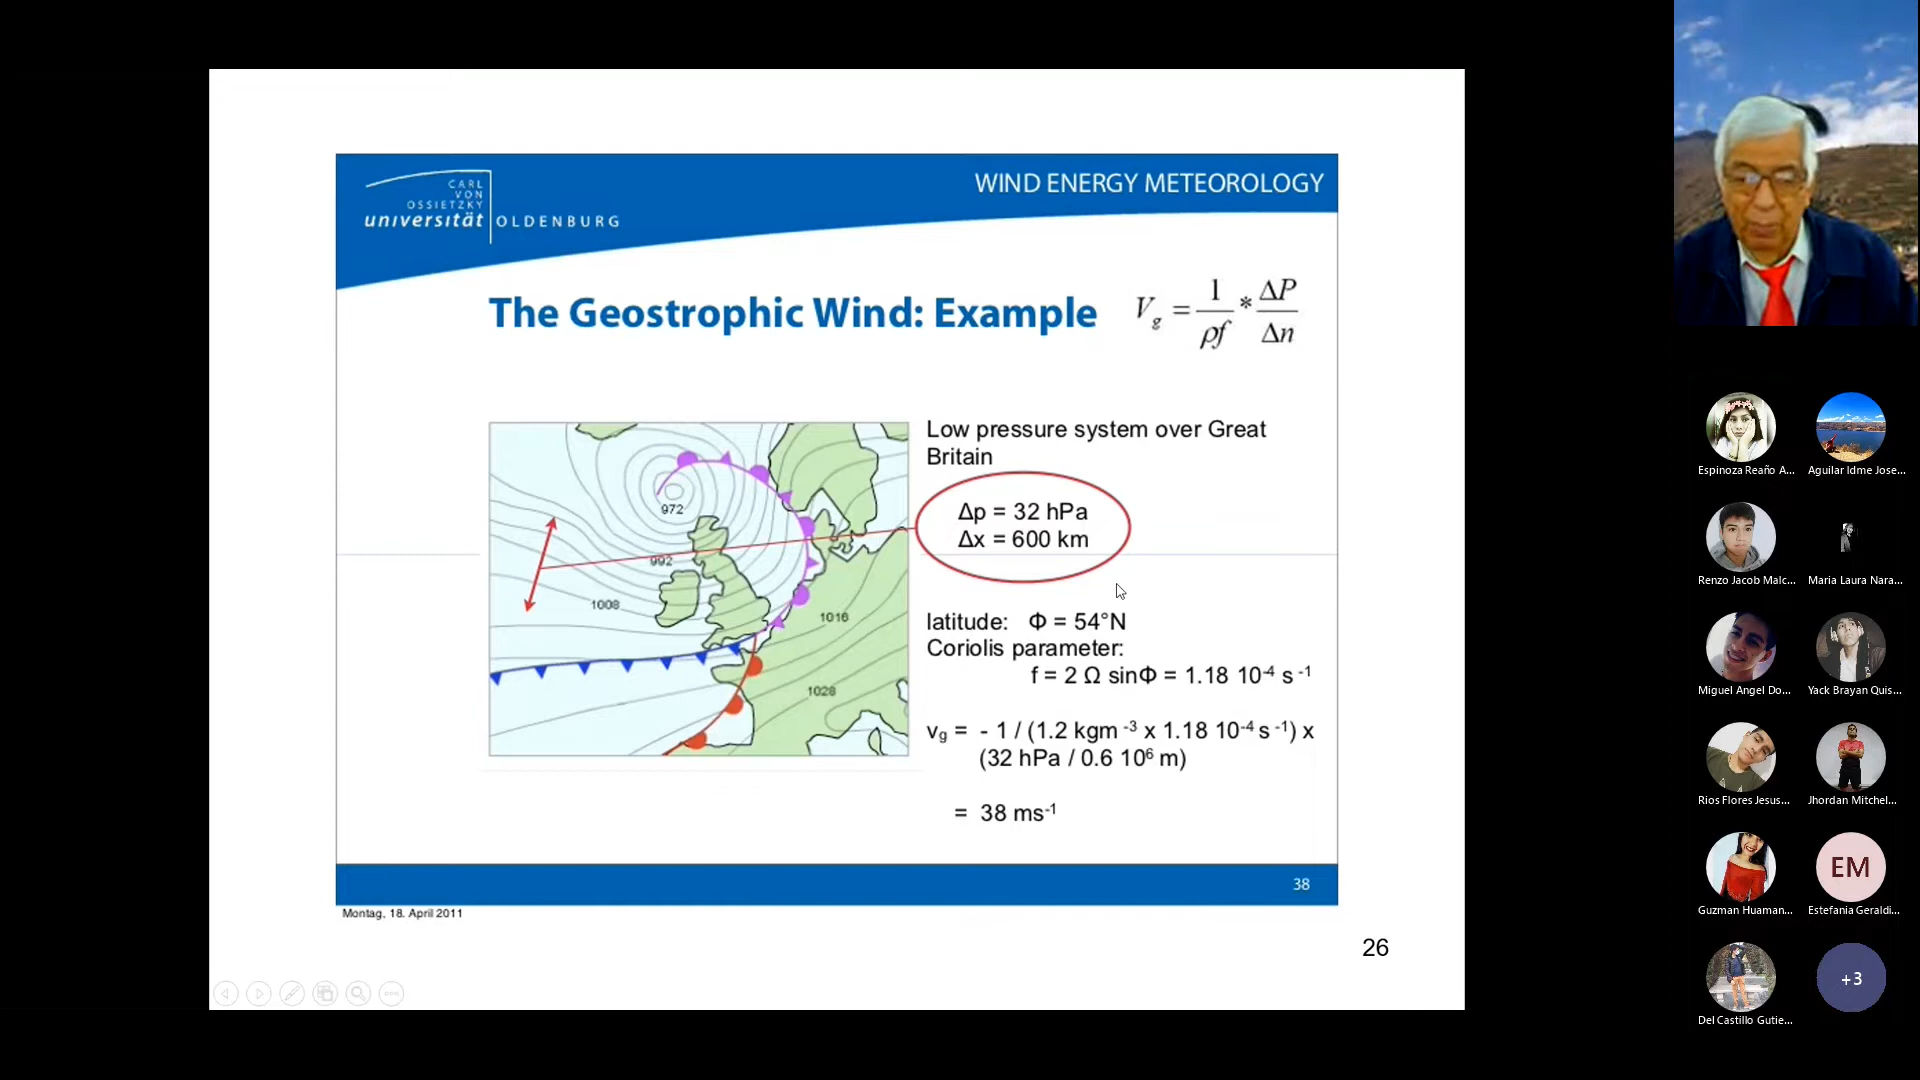 CARL
VON
OSSIETZKY
universität OLDENBURG
WIND ENERGY METEOROLOGY
The Geostrophic Wind: Example
V_g = 1/ρf * ΔP/Δn
972
992
1008
1016
1028
Low pressure system over Great
Britain
Δp = 32 hPa
Δx = 600 km
latitude: Φ = 54°N
Coriolis parameter:
f = 2 Ω sinΦ = 1.18 10⁻⁴ s⁻¹
v_g = - 1 / (1.2 kgm⁻³ x 1.18 10⁻⁴ s⁻¹) x
(32 hPa / 0.6 10⁶ m)
= 38 ms⁻¹
38
Montag, 18. April 2011
26
Espinoza Reaño A...
Aguilar Idme Jose...
Renzo Jacob Malc...
Maria Laura Nara...
Miguel Angel Do...
Yack Brayan Quis...
Rios Flores Jesus...
Jhordan Mitchel...
Guzman Huaman...
EM
Estefania Geraldi...
Del Castillo Gutie...
+3